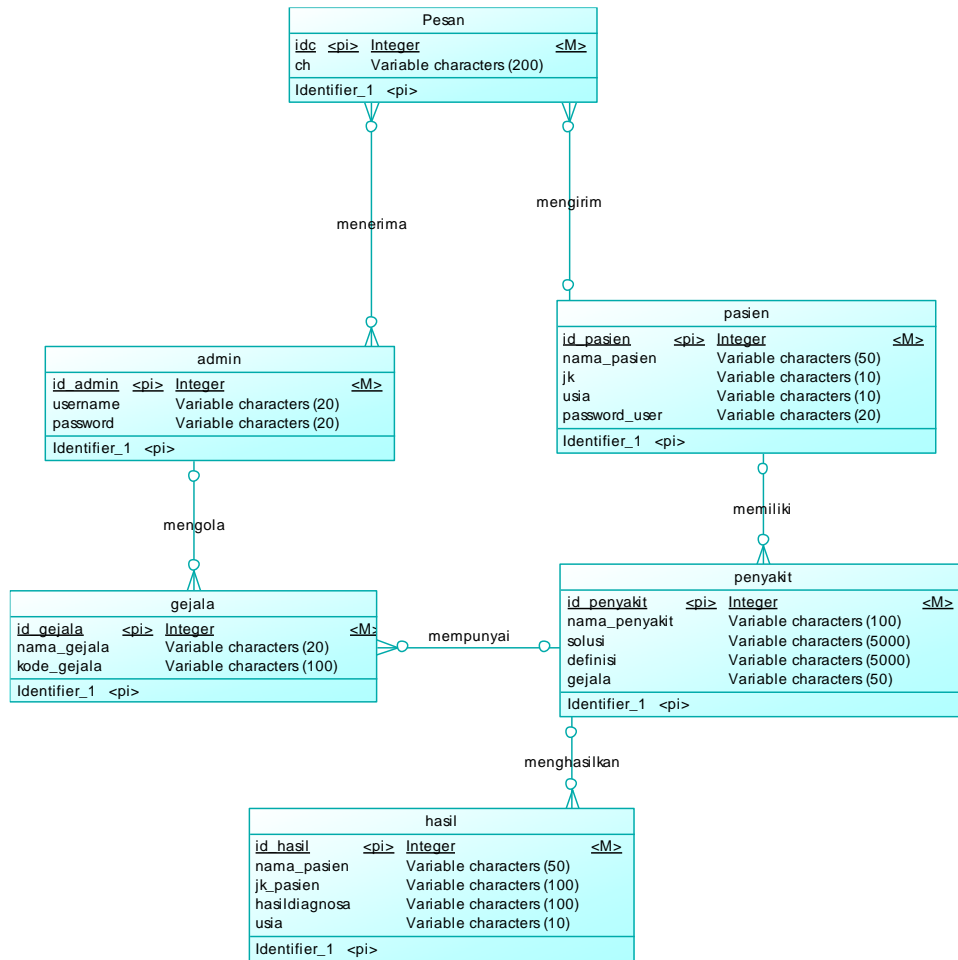 Pesan
idc <pi> Integer <M>
ch Variable characters (200)
Identifier_1 <pi>
menerima
mengirim
pasien
id_pasien <pi> Integer <M>
nama_pasien Variable characters (50)
jk Variable characters (10)
usia Variable characters (10)
password_user Variable characters (20)
Identifier_1 <pi>
admin
id_admin <pi> Integer <M>
username Variable characters (20)
password Variable characters (20)
Identifier_1 <pi>
mengola
memiliki
gejala
id_gejala <pi> Integer <M>
nama_gejala Variable characters (20)
kode_gejala Variable characters (100)
Identifier_1 <pi>
mempunyai
penyakit
id_penyakit <pi> Integer <M>
nama_penyakit Variable characters (100)
solusi Variable characters (5000)
definisi Variable characters (5000)
gejala Variable characters (50)
Identifier_1 <pi>
menghasilkan
hasil
id_hasil <pi> Integer <M>
nama_pasien Variable characters (50)
jk_pasien Variable characters (100)
hasildiagnosa Variable characters (100)
usia Variable characters (10)
Identifier_1 <pi>